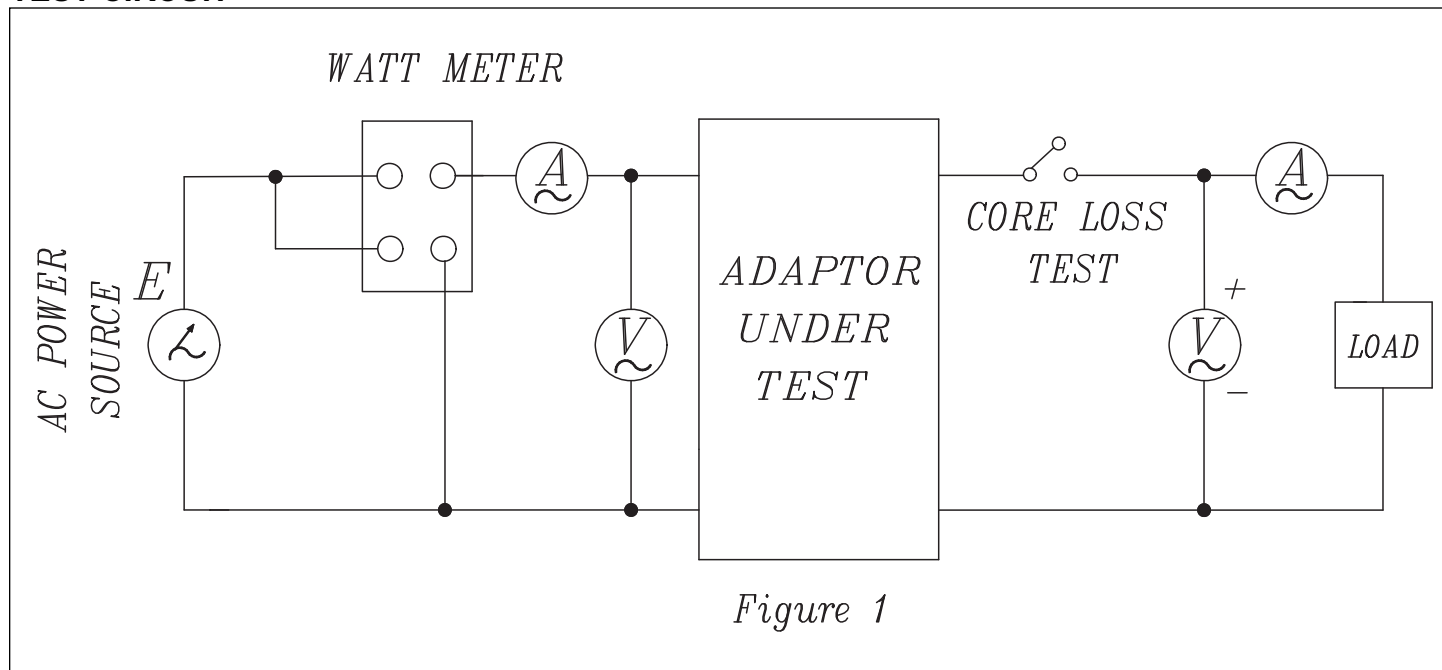 WATT METER
E
AC POWER
SOURCE
A
V
ADAPTOR
UNDER
TEST
CORE LOSS
TEST
A
V
+
-
LOAD
Figure 1